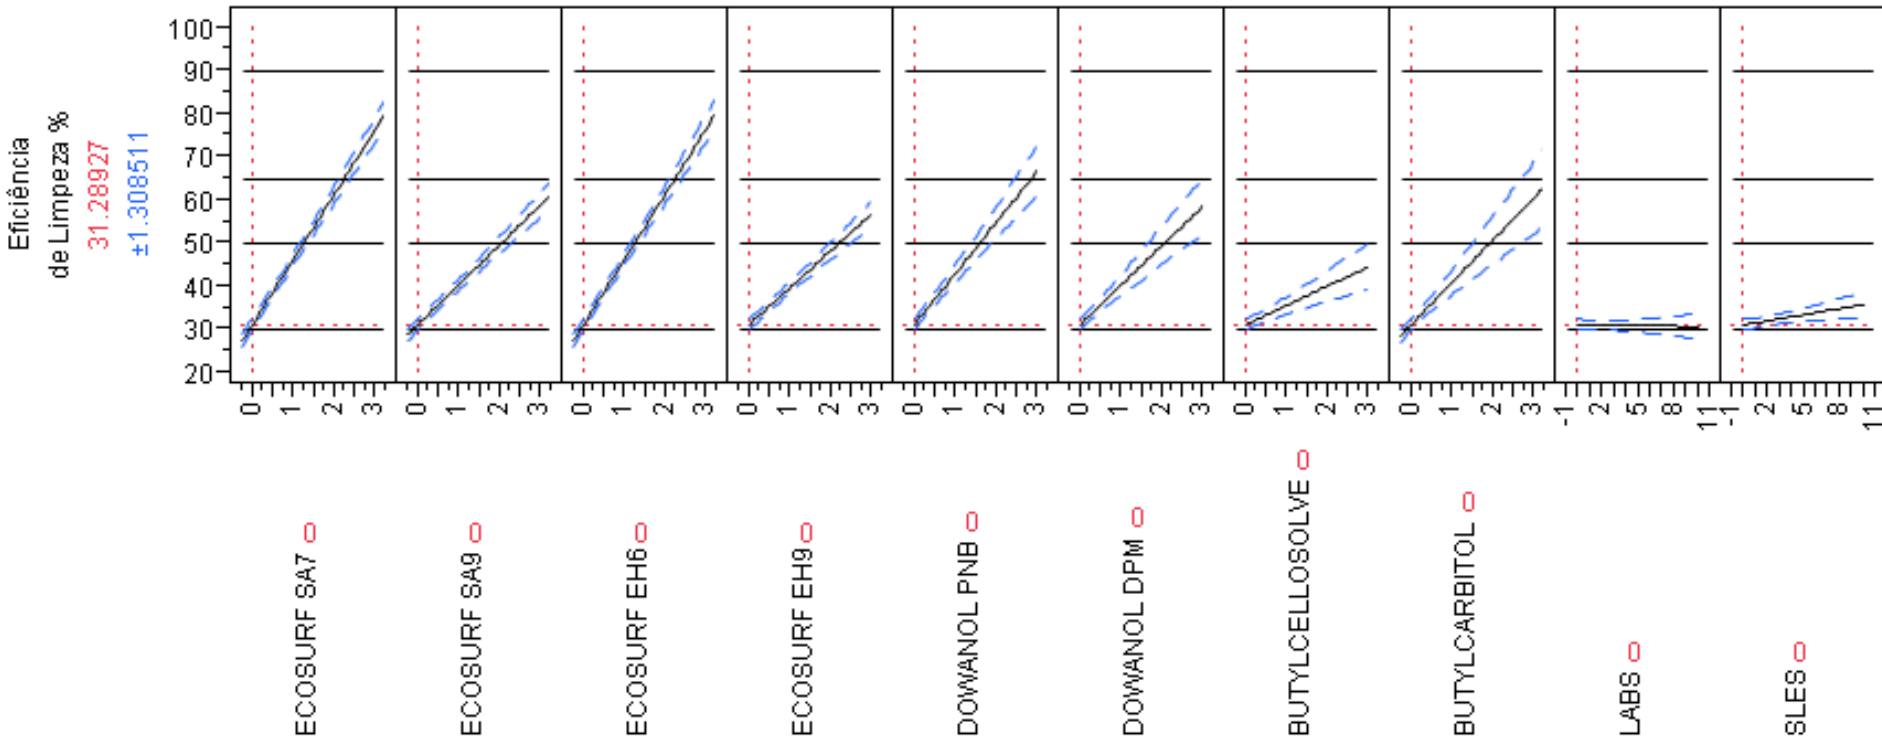 Eficiência
de Limpeza %
31.28927
±1.308511
100
90
80
70
60
50
40
30
20
0 1 2 3
0 1 2 3
0 1 2 3
0 1 2 3
0 1 2 3
0 1 2 3
0 1 2 3
0 1 2 3
-1 2 5 8 11
-1 2 5 8 11
ECOSURF SA7 0
ECOSURF SA9 0
ECOSURF EH6 0
ECOSURF EH9 0
DOWANOL PNB 0
DOWANOL DPM 0
BUTYLCELLOSOLVE 0
BUTYLCARBITOL 0
LABS 0
SLES 0